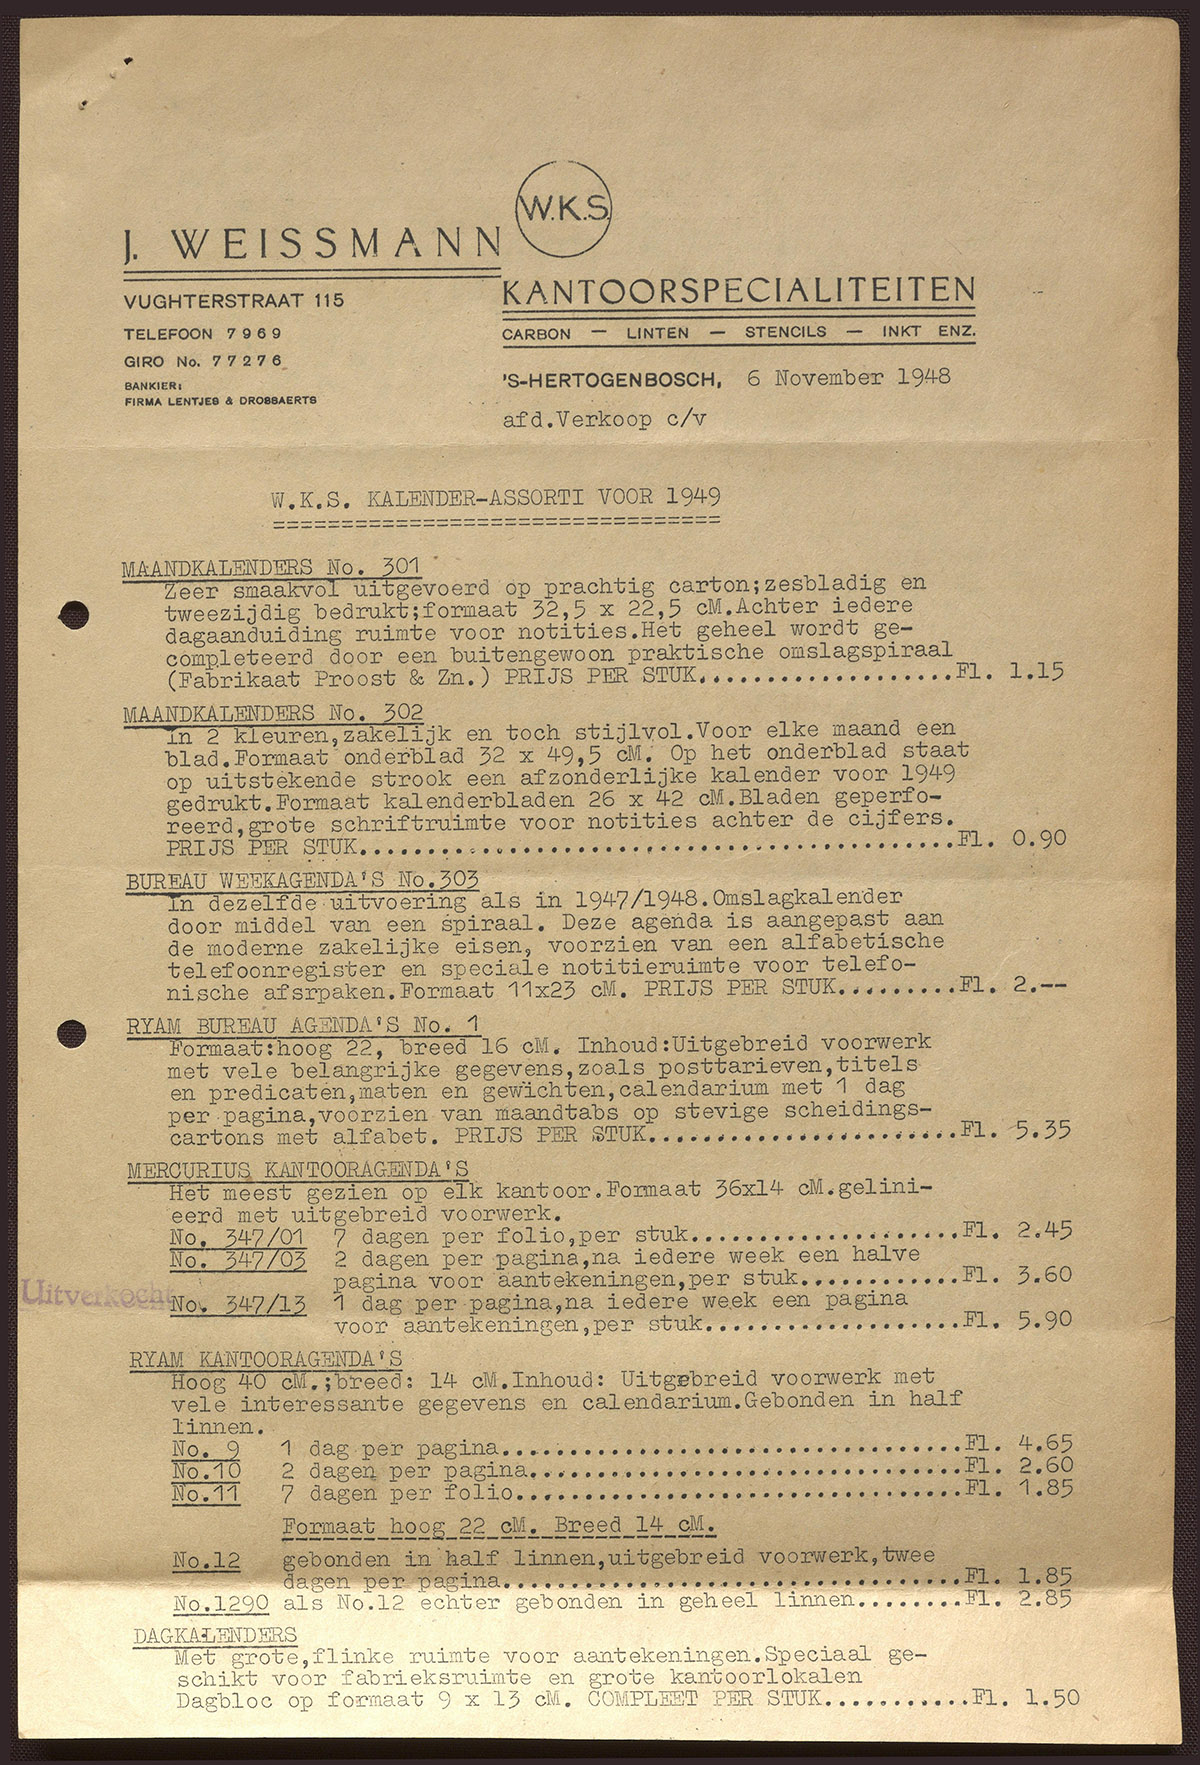 W.K.S.
J. WEISSMANN
KANTOORSPECIALITEITEN
VUGHTERSTRAAT 115
TELEFOON 7969
GIRO No. 77276
BANKIER:
FIRMA LENTJES & DROSSAERTS
CARBON — LINTEN — STENCILS — INKT ENZ.
'S-HERTOGENBOSCH, 6 November 1948
afd.Verkoop c/v
W.K.S. KALENDER-ASSORTI VOOR 1949
=================================
MAANDKALENDERS No. 301
Zeer smaakvol uitgevoerd op prachtig carton;zesbladig en
tweezijdig bedrukt;formaat 32,5 x 22,5 cM.Achter iedere
dagaanduiding ruimte voor notities.Het geheel wordt ge-
completeerd door een buitengewoon praktische omslagspiraal
(Fabrikaat Proost & Zn.) PRIJS PER STUK...................Fl. 1.15
MAANDKALENDERS No. 302
In 2 kleuren,zakelijk en toch stijlvol.Voor elke maand een
blad.Formaat onderblad 32 x 49,5 cM. Op het onderblad staat
op uitstekende strook een afzonderlijke kalender voor 1949
gedrukt.Formaat kalenderbladen 26 x 42 cM.Bladen geperfo-
reerd,grote schriftruimte voor notities achter de cijfers.
PRIJS PER STUK............................................Fl. 0.90
BUREAU WEEKAGENDA'S No.303
In dezelfde uitvoering als in 1947/1948.Omslagkalender
door middel van een spiraal. Deze agenda is aangepast aan
de moderne zakelijke eisen, voorzien van een alfabetische
telefoonregister en speciale notitieruimte voor telefo-
nische afsrpaken.Formaat 11x23 cM. PRIJS PER STUK.........Fl. 2.--
RYAM BUREAU AGENDA'S No. 1
Formaat:hoog 22, breed 16 cM. Inhoud:Uitgebreid voorwerk
met vele belangrijke gegevens,zoals posttarieven,titels
en predicaten,maten en gewichten,calendarium met 1 dag
per pagina,voorzien van maandtabs op stevige scheidings-
cartons met alfabet. PRIJS PER STUK.......................Fl. 5.35
MERCURIUS KANTOORAGENDA'S
Het meest gezien op elk kantoor.Formaat 36x14 cM.gelini-
eerd met uitgebreid voorwerk.
No. 347/01 7 dagen per folio,per stuk....................Fl. 2.45
No. 347/03 2 dagen per pagina,na iedere week een halve
pagina voor aantekeningen,per stuk............Fl. 3.60
Uitverkocht No. 347/13 1 dag per pagina,na iedere week een pagina
voor aantekeningen,per stuk...................Fl. 5.90
RYAM KANTOORAGENDA'S
Hoog 40 cM.;breed: 14 cM.Inhoud: Uitgebreid voorwerk met
vele interessante gegevens en calendarium.Gebonden in half
linnen.
No. 9 1 dag per pagina..................................Fl. 4.65
No.10 2 dagen per pagina................................Fl. 2.60
No.11 7 dagen per folio.................................Fl. 1.85
Formaat hoog 22 cM. Breed 14 cM.
No.12 gebonden in half linnen,uitgebreid voorwerk,twee
dagen per pagina..................................Fl. 1.85
No.1290 als No.12 echter gebonden in geheel linnen........Fl. 2.85
DAGKALENDERS
Met grote,flinke ruimte voor aantekeningen.Speciaal ge-
schikt voor fabrieksruimte en grote kantoorlokalen
Dagbloc op formaat 9 x 13 cM. COMPLEET PER STUK...........Fl. 1.50